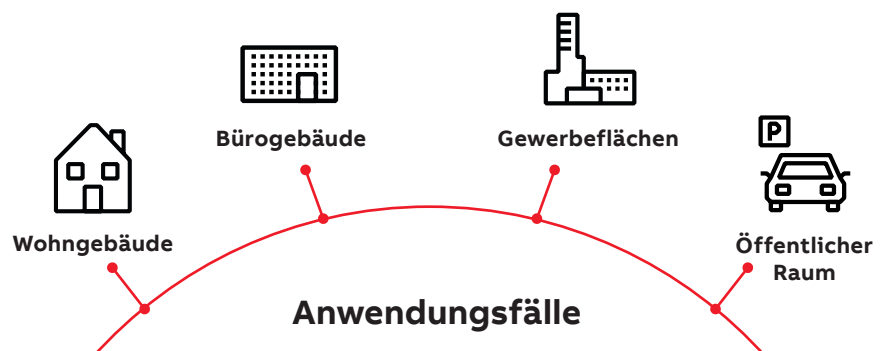 Wohngebäude
Bürogebäude
Gewerbeflächen
P
Öffentlicher
Raum
Anwendungsfälle